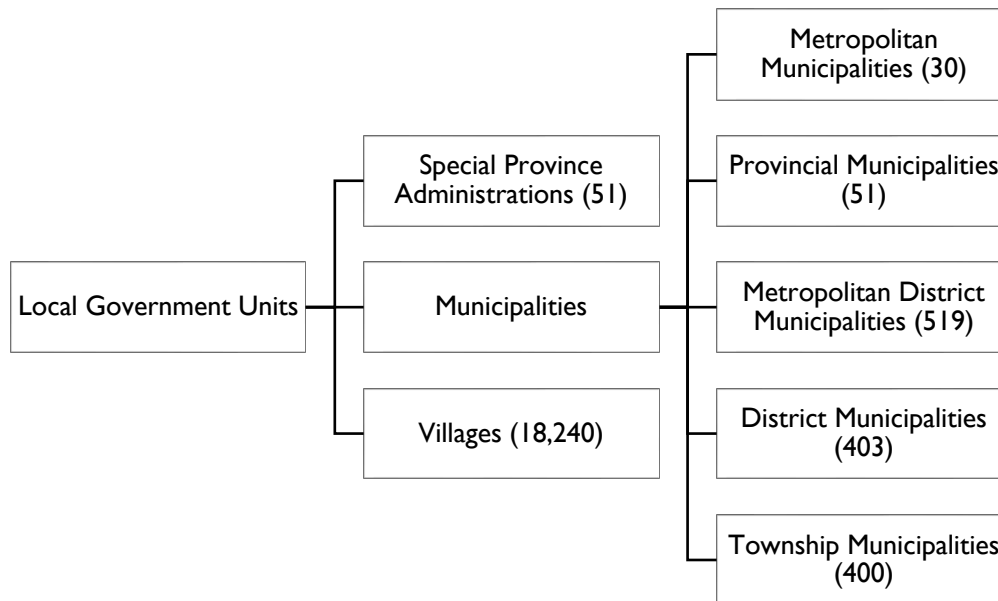 Local Government Units
Special Province
Administrations (51)
Municipalities
Villages (18,240)
Metropolitan
Municipalities (30)
Provincial Municipalities
(51)
Metropolitan District
Municipalities (519)
District Municipalities
(403)
Township Municipalities
(400)